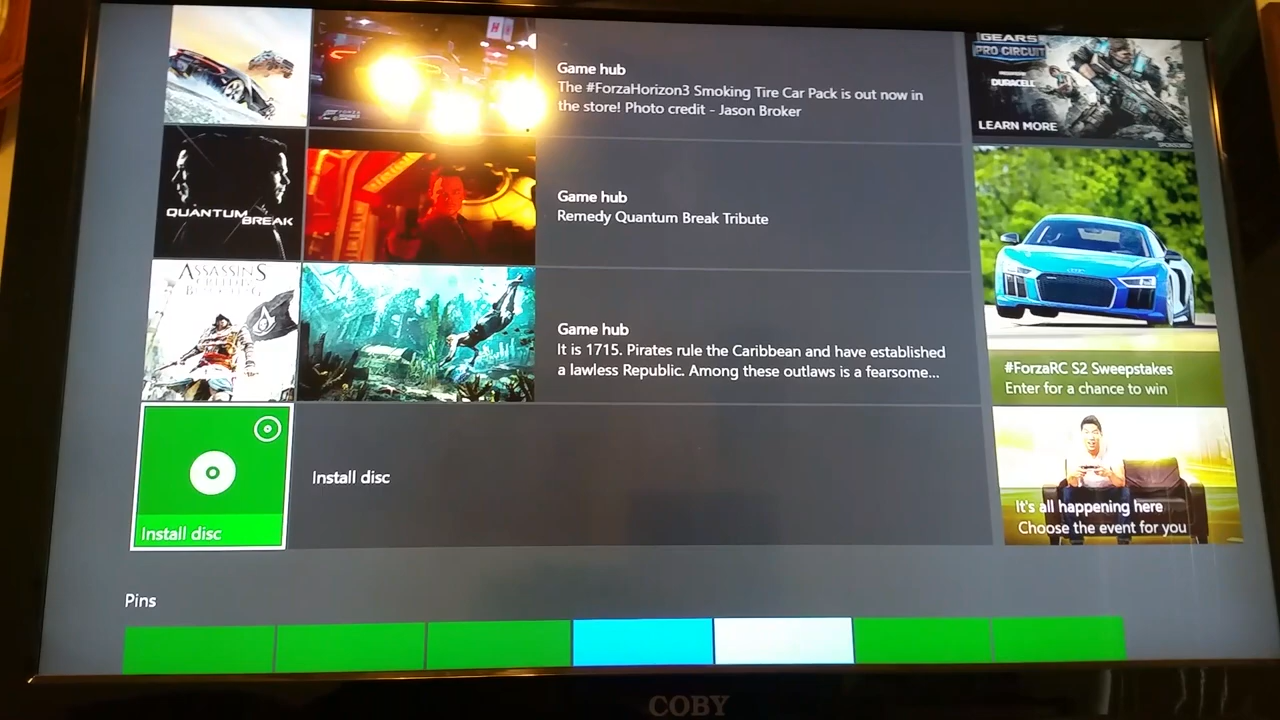 Game hub
The #ForzaHorizon3 Smoking Tire Car Pack is out now in
the store! Photo credit - Jason Broker
GEARS
PRO CIRCUIT
DURACELL
LEARN MORE
SPONSORED
QUANTUM BREAK
Game hub
Remedy Quantum Break Tribute
ASSASSIN'S
Game hub
It is 1715. Pirates rule the Caribbean and have established
a lawless Republic. Among these outlaws is a fearsome...
#ForzaRC S2 Sweepstakes
Enter for a chance to win
Install disc
Install disc
It's all happening here
Choose the event for you
Pins
COBY